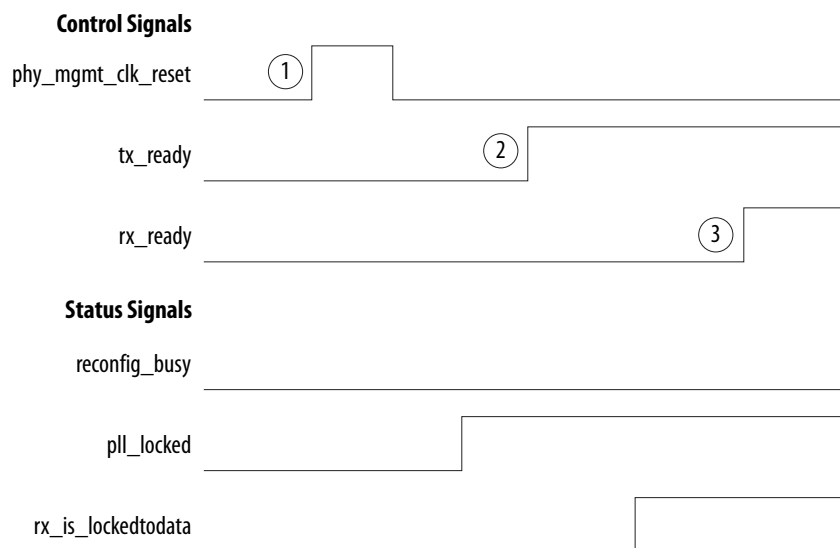 Control Signals
phy_mgmt_clk_reset
1
tx_ready
2
rx_ready
3
Status Signals
reconfig_busy
pll_locked
rx_is_lockedtodata